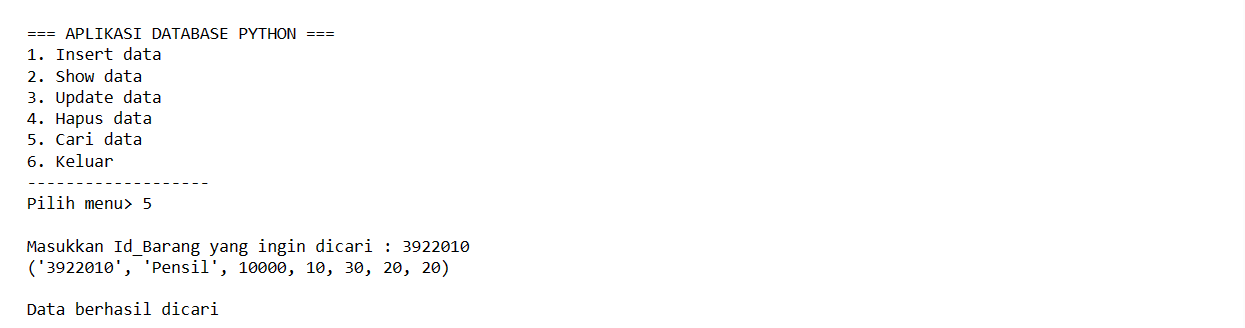 === APLIKASI DATABASE PYTHON ===
1. Insert data
2. Show data
3. Update data
4. Hapus data
5. Cari data
6. Keluar
-------------------
Pilih menu> 5
Masukkan Id_Barang yang ingin dicari : 3922010
('3922010', 'Pensil', 10000, 10, 30, 20, 20)
Data berhasil dicari